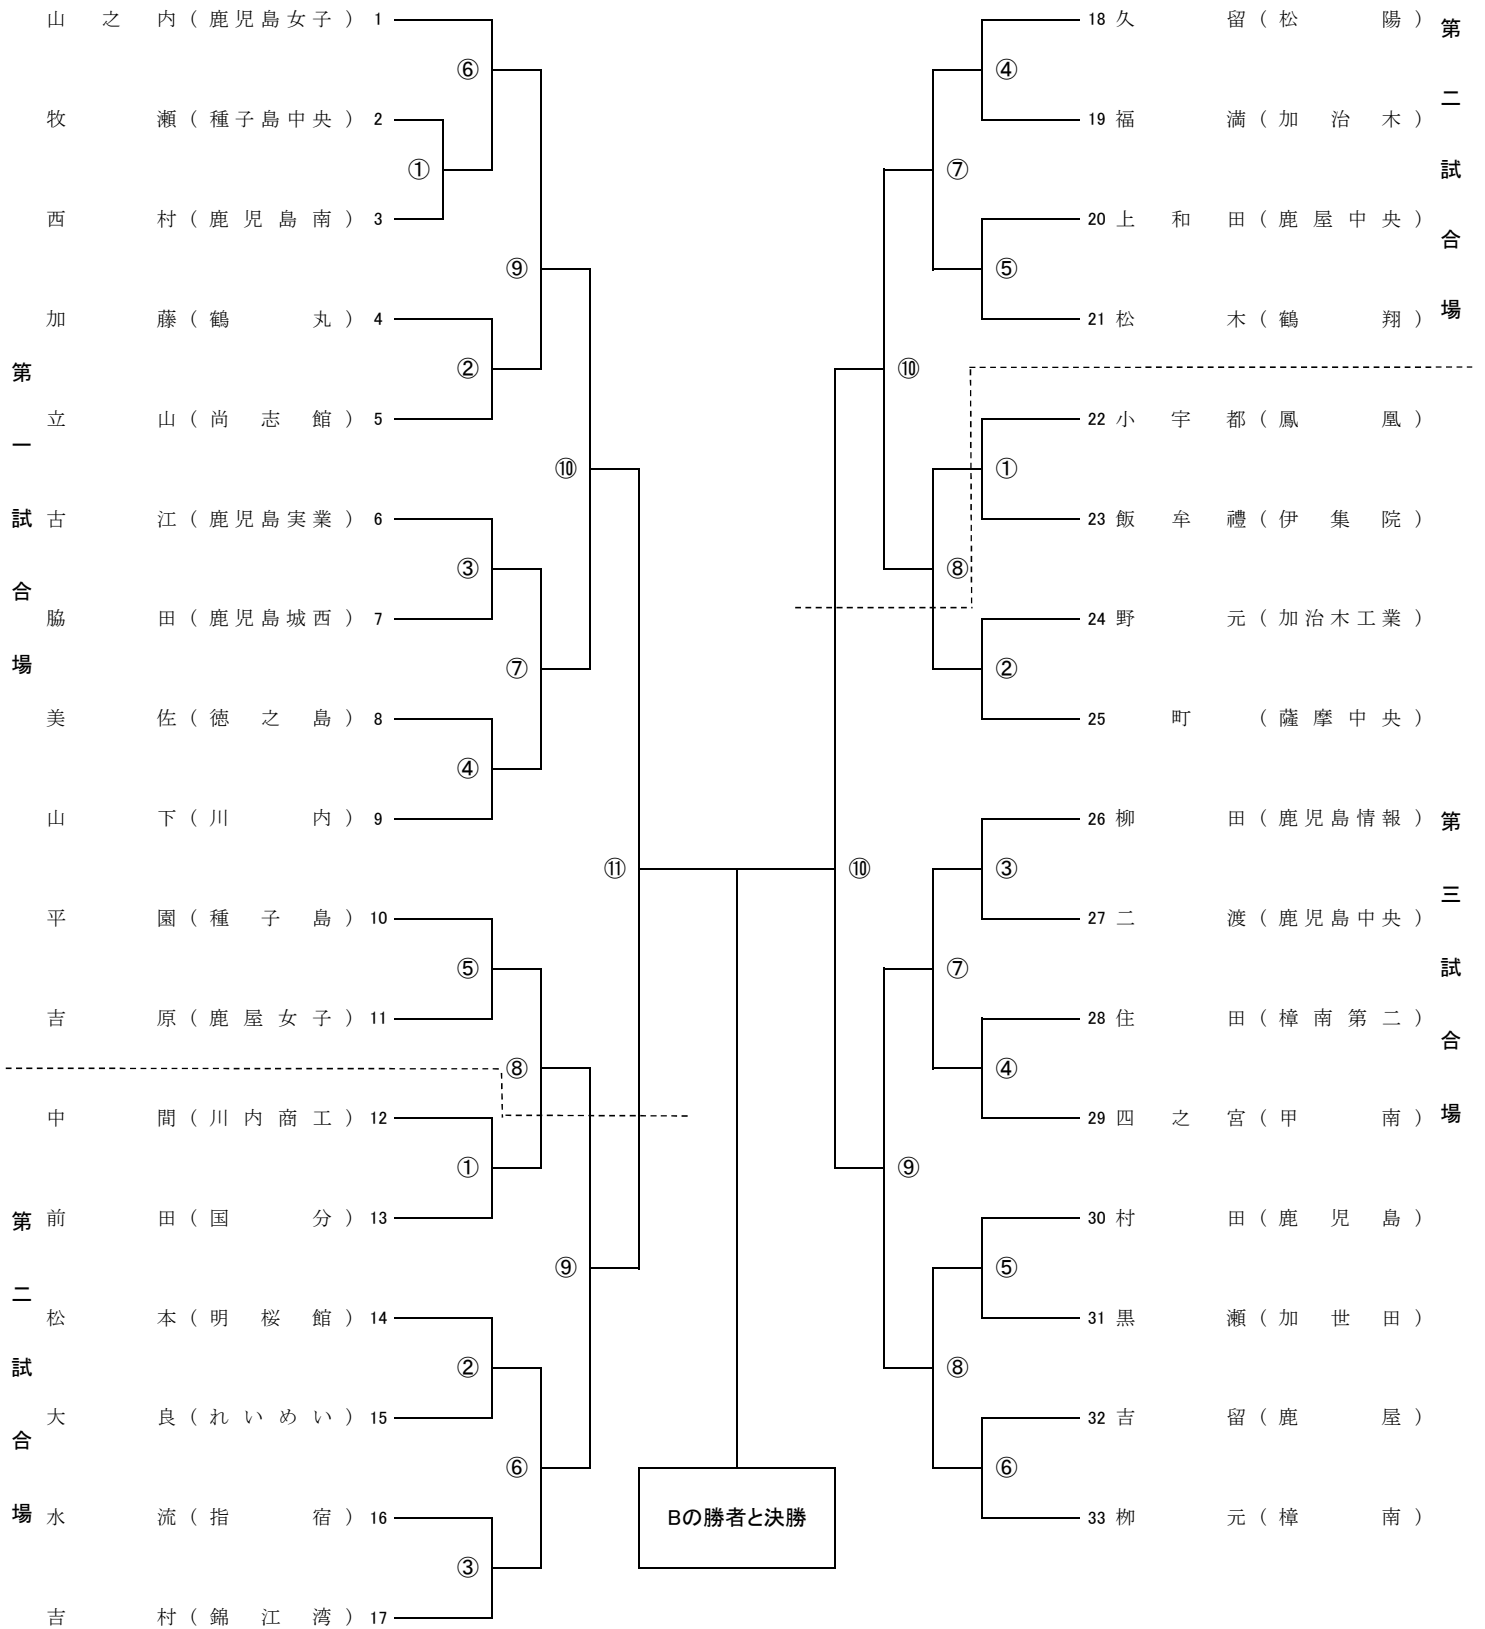 山之内（鹿児島女子）1
⑥
牧瀬（種子島中央）2
①
西村（鹿児島南）3
⑨
加藤（鶴丸）4
②
立山（尚志館）5
⑩
古江（鹿児島実業）6
③
脇田（鹿児島城西）7
⑦
美佐（徳之島）8
④
山下（川内）9
⑪
平園（種子島）10
⑤
吉原（鹿屋女子）11
⑧
中間（川内商工）12
①
前田（国分）13
⑨
松本（明桜館）14
②
大良（れいめい）15
⑥
水流（指宿）16
③
吉村（錦江湾）17
第一試合場
第二試合場
Bの勝者と決勝
18 久留（松陽）
④
19 福満（加治木）
⑦
20 上和田（鹿屋中央）
⑤
21 松木（鶴翔）
⑩
22 小宇都（鳳凰）
①
23 飯牟禮（伊集院）
⑧
24 野元（加治木工業）
②
25 町（薩摩中央）
⑩
26 柳田（鹿児島情報）
③
27 二渡（鹿児島中央）
⑦
28 住田（樟南第二）
④
29 四之宮（甲南）
⑨
30 村田（鹿児島）
⑤
31 黒瀬（加世田）
⑧
32 吉留（鹿屋）
⑥
33 栁元（樟南）
第二試合場
第三試合場